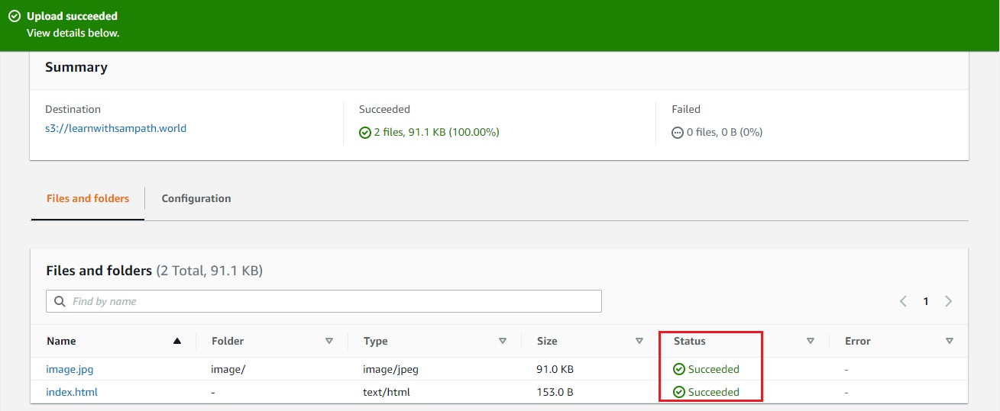 Upload succeeded
View details below.
Summary
Destination Succeeded Failed
s3://learnwithsampath.world 2 files, 91.1 KB (100.00%) 0 files, 0 B (0%)
Files and folders Configuration
Files and folders (2 Total, 91.1 KB)
Find by name 1
Name Folder Type Size Status Error
image.jpg image/ image/jpeg 91.0 KB Succeeded -
index.html - text/html 153.0 B Succeeded -